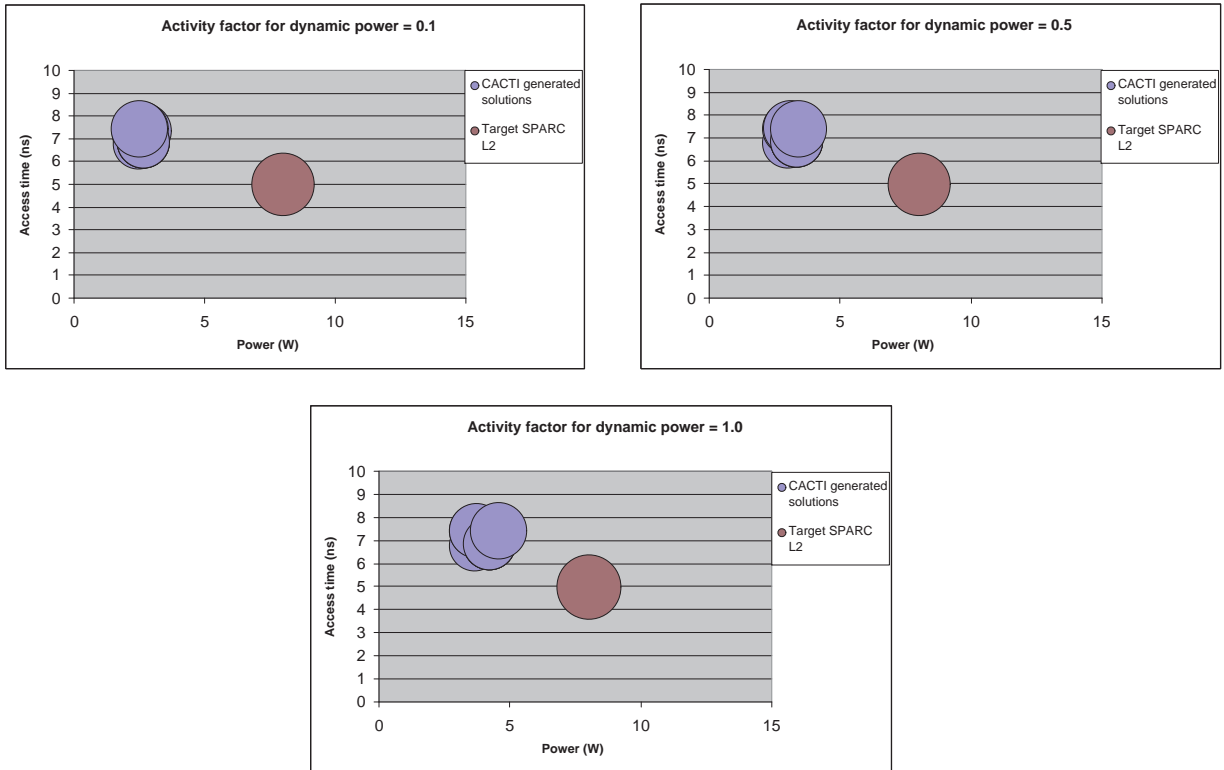 Activity factor for dynamic power = 0.1
10
9
8
7
6
5
4
3
2
1
0
Access time (ns)
0
5
10
15
Power (W)
CACTI generated
solutions
Target SPARC
L2
Activity factor for dynamic power = 0.5
10
9
8
7
6
5
4
3
2
1
0
Access time (ns)
0
5
10
15
Power (W)
CACTI generated
solutions
Target SPARC
L2
Activity factor for dynamic power = 1.0
10
9
8
7
6
5
4
3
2
1
0
Access time (ns)
0
5
10
15
Power (W)
CACTI generated
solutions
Target SPARC
L2